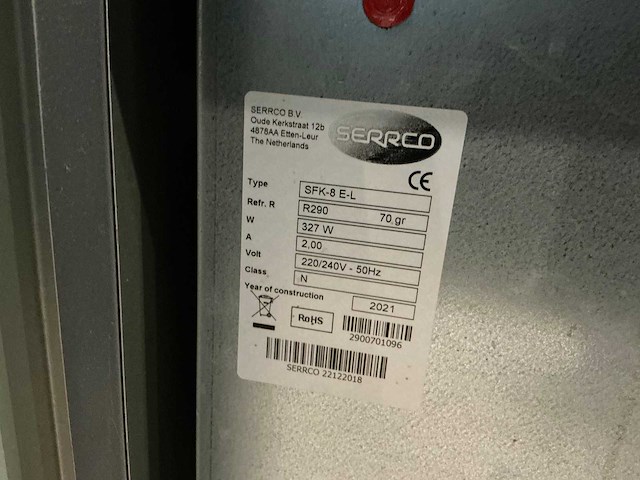 SERRCO B.V.
Oude Kerkstraat 12b
4878AA Etten-Leur
The Netherlands
SERRCO
CE
Type SFK-8 E-L
Refr. R R290 70 gr
W 327 W
A 2,00
Volt 220/240V - 50Hz
Class N
Year of construction 2021
RoHS
2900701096
SERRCO 22122018